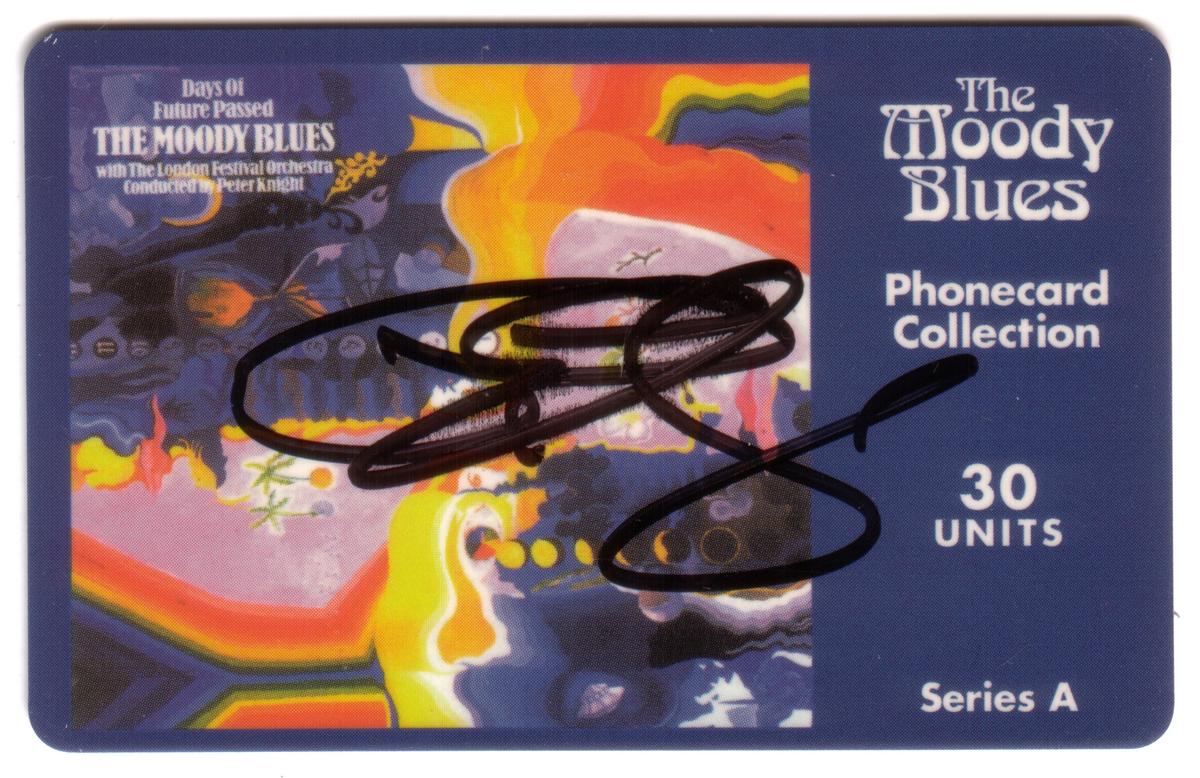 Days Of
Future Passed
THE MOODY BLUES
with The London Festival Orchestra
Conducted by Peter Knight
The
Moody
Blues
Phonecard
Collection
30
UNITS
Series A